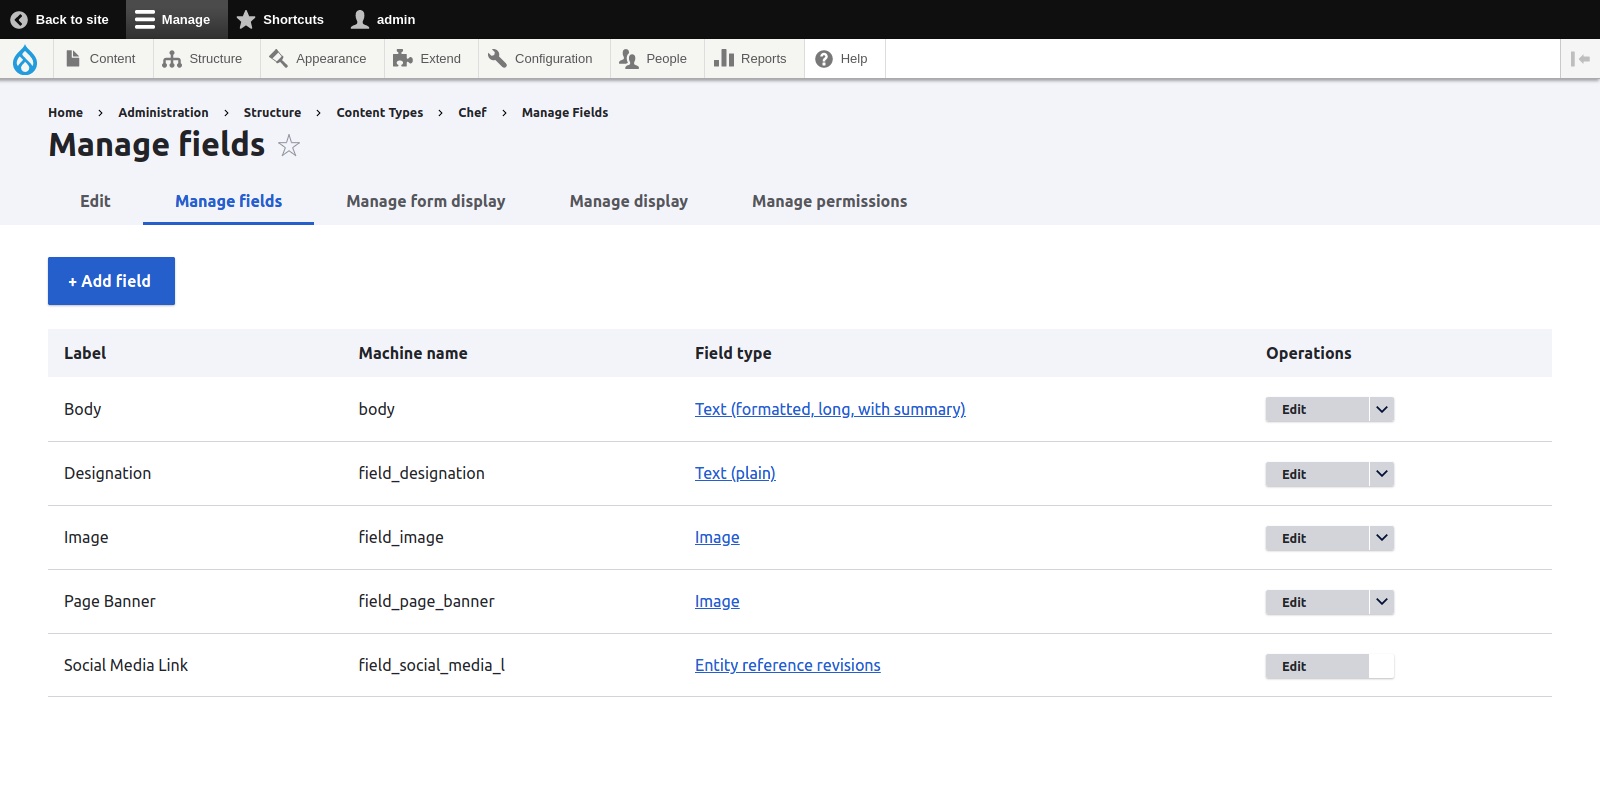 Back to site Manage Shortcuts admin
Content Structure Appearance Extend Configuration People Reports Help
Home › Administration › Structure › Content Types › Chef › Manage Fields
Manage fields
Edit Manage fields Manage form display Manage display Manage permissions
+ Add field
Label Machine name Field type Operations
Body body Text (formatted, long, with summary) Edit
Designation field_designation Text (plain) Edit
Image field_image Image Edit
Page Banner field_page_banner Image Edit
Social Media Link field_social_media_l Entity reference revisions Edit